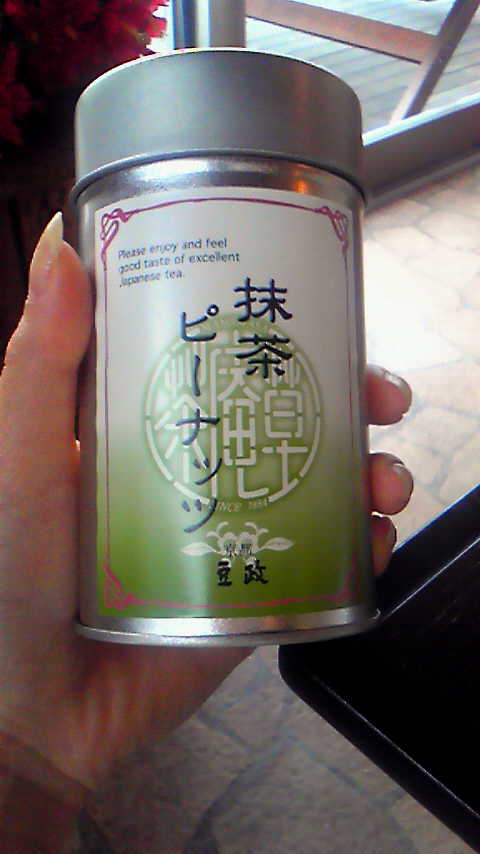 Please enjoy and feel
good taste of excellent
Japanese tea.
抹茶
ピーナッツ
SINCE 1884
京都
豆政